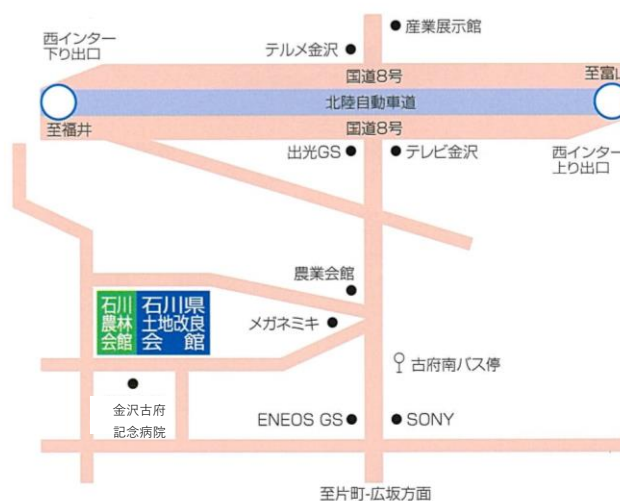 産業展示館
西インター
下り出口
テルメ金沢
国道8号
至富山
北陸自動車道
至福井
国道8号
出光GS
テレビ金沢
西インター
上り出口
農業会館
石川
農林
会館
石川県
土地改良
会館
メガネミキ
古府南バス停
金沢古府
記念病院
ENEOS GS
SONY
至片町-広坂方面